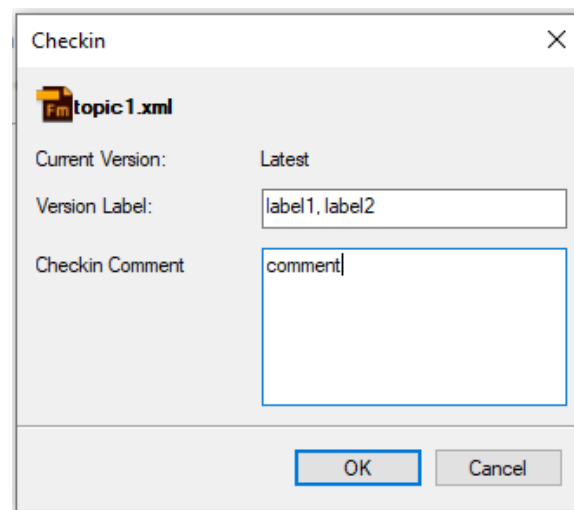 Checkin
Fm topic1.xml
Current Version: Latest
Version Label: label1, label2
Checkin Comment comment
OK Cancel